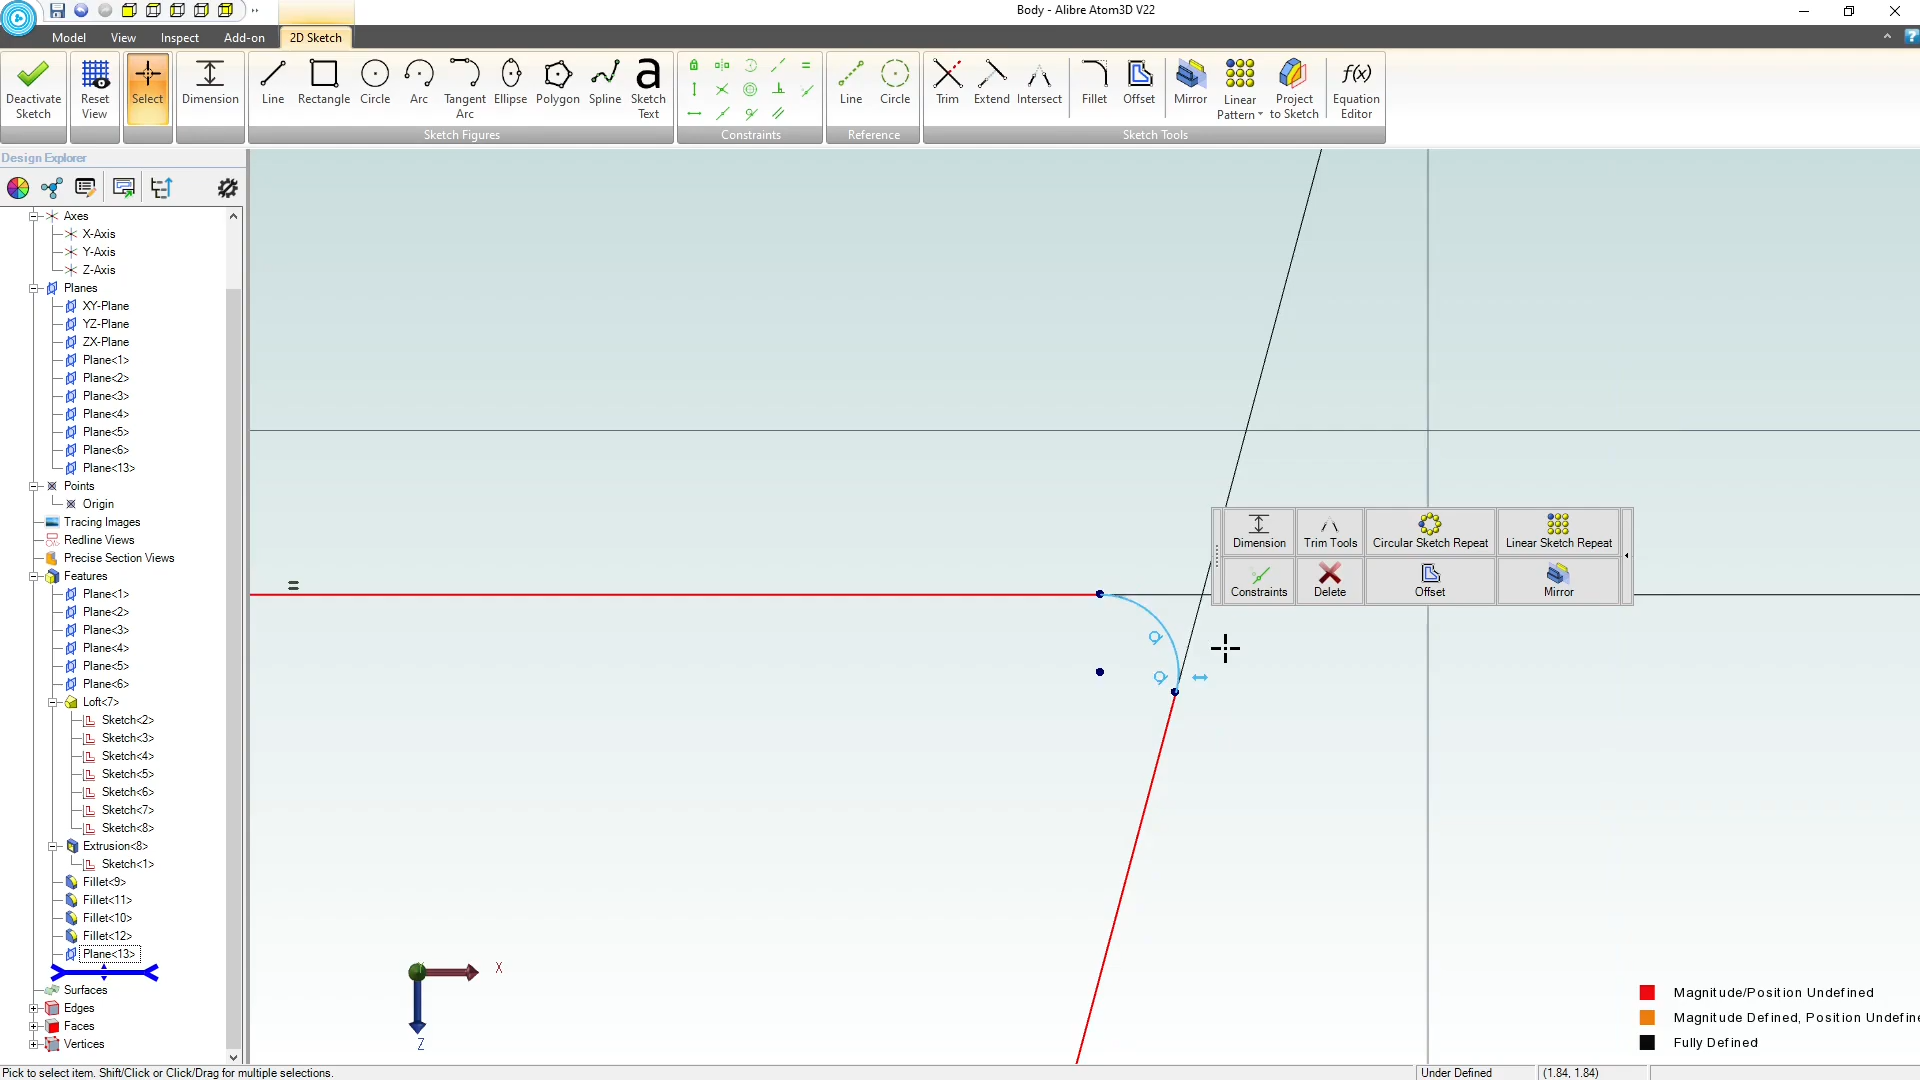 Body - Alibre Atom3D V22
Model View Inspect Add-on 2D Sketch
Deactivate Sketch
Reset View
Select
Dimension
Line Rectangle Circle Arc Tangent Arc Ellipse Polygon Spline Sketch Text
Line Circle
Trim Extend Intersect Fillet Offset Mirror Linear Pattern Project to Sketch
f(x)
Equation Editor
Sketch Figures Constraints Reference Sketch Tools
Design Explorer
Axes
X-Axis
Y-Axis
Z-Axis
Planes
XY-Plane
YZ-Plane
ZX-Plane
Plane<1>
Plane<2>
Plane<3>
Plane<4>
Plane<5>
Plane<6>
Plane<13>
Points
Origin
Tracing Images
Redline Views
Precise Section Views
Features
Plane<1>
Plane<2>
Plane<3>
Plane<4>
Plane<5>
Plane<6>
Loft<7>
Sketch<2>
Sketch<3>
Sketch<4>
Sketch<5>
Sketch<6>
Sketch<7>
Sketch<8>
Extrusion<8>
Sketch<1>
Fillet<9>
Fillet<11>
Fillet<10>
Fillet<12>
Plane<13>
Surfaces
Edges
Faces
Vertices
Dimension Trim Tools Circular Sketch Repeat Linear Sketch Repeat
Constraints Delete Offset Mirror
X
Z
Magnitude/Position Undefined
Magnitude Defined, Position Undefine
Fully Defined
Pick to select item. Shift/Click or Click/Drag for multiple selections.
Under Defined
(1.84, 1.84)